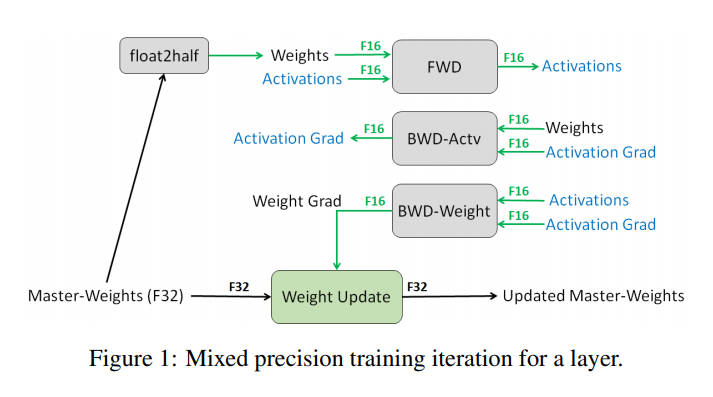 float2half
Weights
F16
Activations
F16
FWD
F16
Activations
Activation Grad
F16
BWD-Actv
F16
Weights
F16
Activation Grad
Weight Grad
F16
BWD-Weight
F16
Activations
F16
Activation Grad
Master-Weights (F32)
F32
Weight Update
F32
Updated Master-Weights
Figure 1: Mixed precision training iteration for a layer.